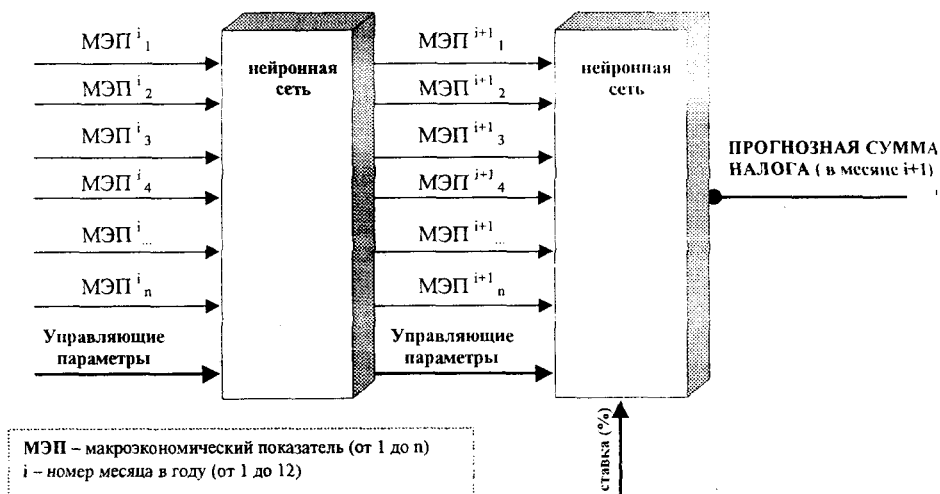 МЭП i 1
МЭП i 2
МЭП i 3
МЭП i 4
МЭП i ...
МЭП i n
Управляющие
параметры
нейронная
сеть
МЭП i+1 1
МЭП i+1 2
МЭП i+1 3
МЭП i+1 4
МЭП i+1 ...
МЭП i+1 n
Управляющие
параметры
нейронная
сеть
ПРОГНОЗНАЯ СУММА
НАЛОГА ( в месяце i+1)
ставка (%)
МЭП – макроэкономический показатель (от 1 до n)
i – номер месяца в году (от 1 до 12)